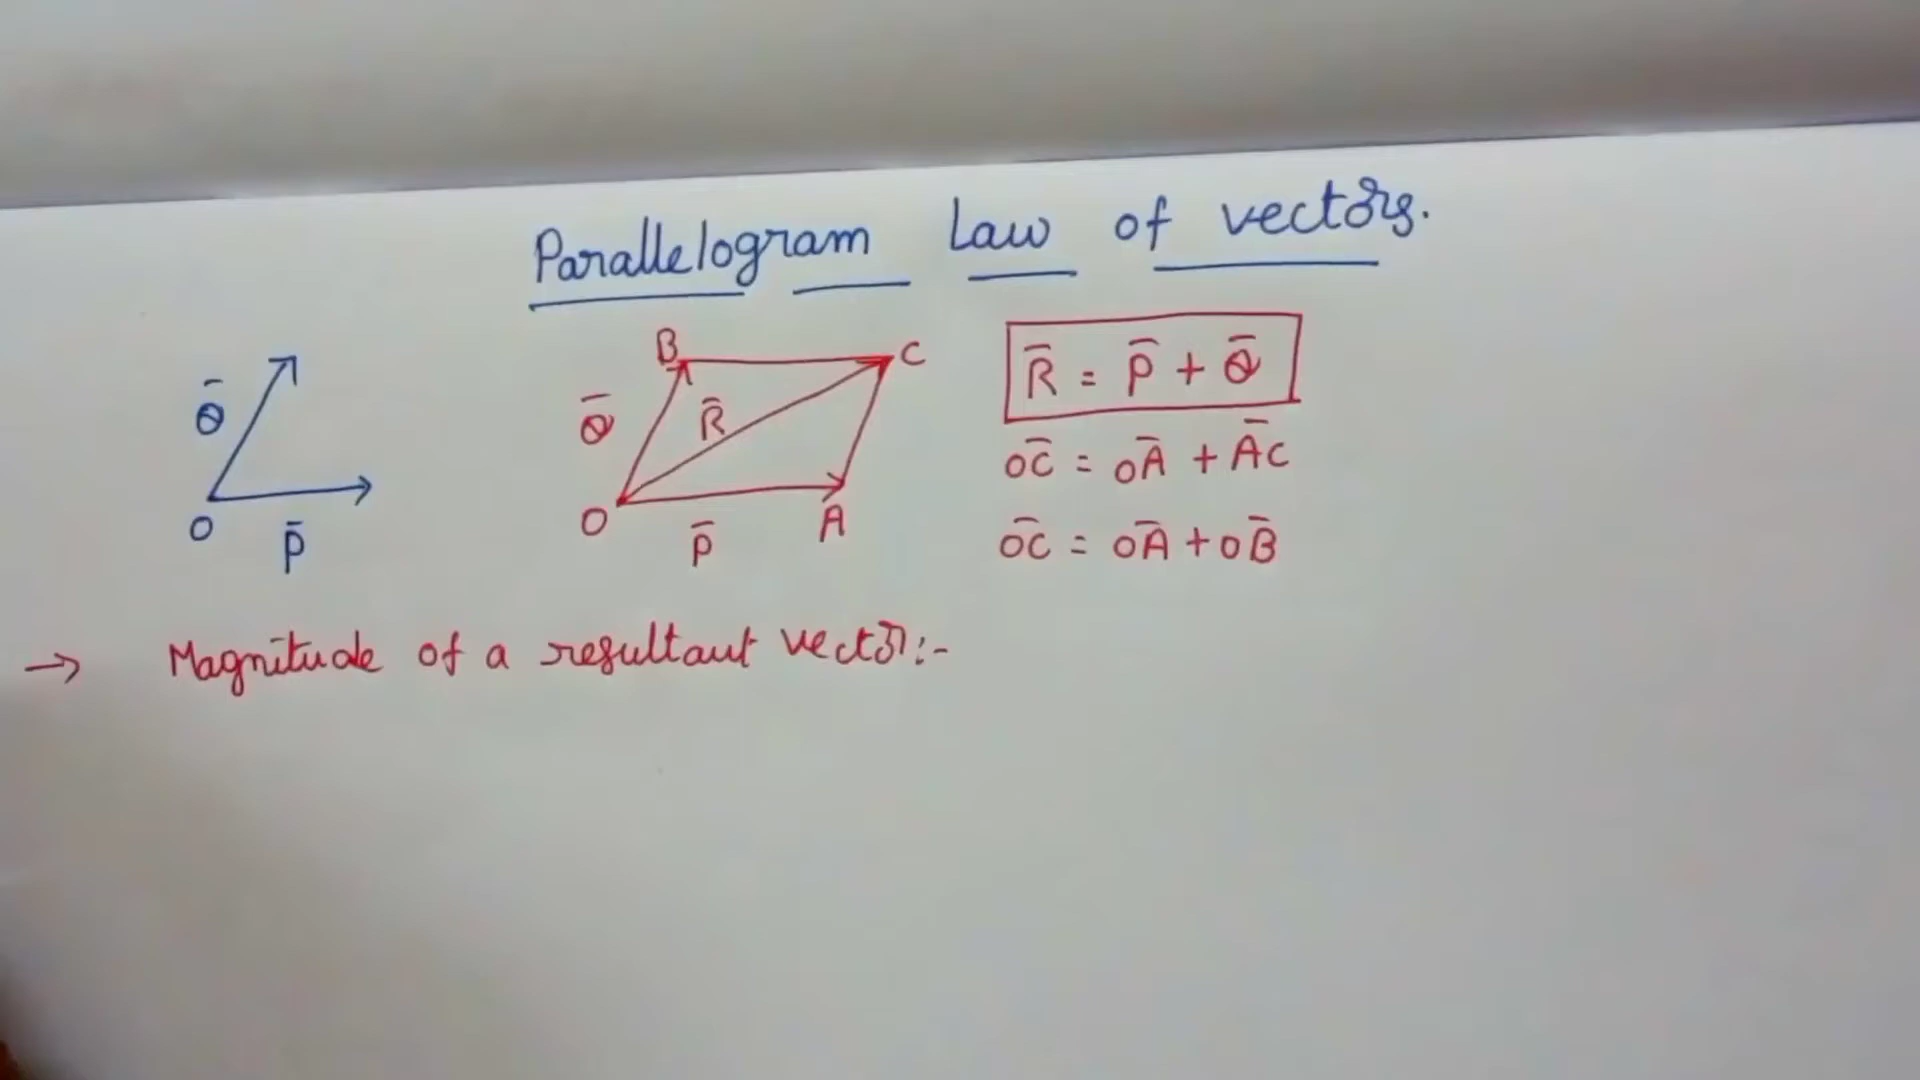 Parallelogram Law of vectors.
Q̄
O
P̄
B
C
Q̄
R̄
O
P̄
A
R̄ = P̄ + Q̄
OC̄ = OĀ + ĀC
OC̄ = OĀ + OB̄
→ Magnitude of a resultant vector:-